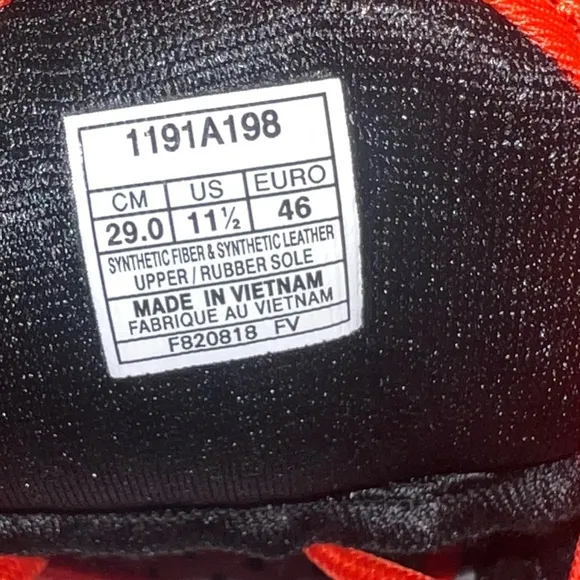 1191A198
CM US EURO
29.0 11½ 46
SYNTHETIC FIBER & SYNTHETIC LEATHER
UPPER / RUBBER SOLE
MADE IN VIETNAM
FABRIQUE AU VIETNAM
F820818 FV